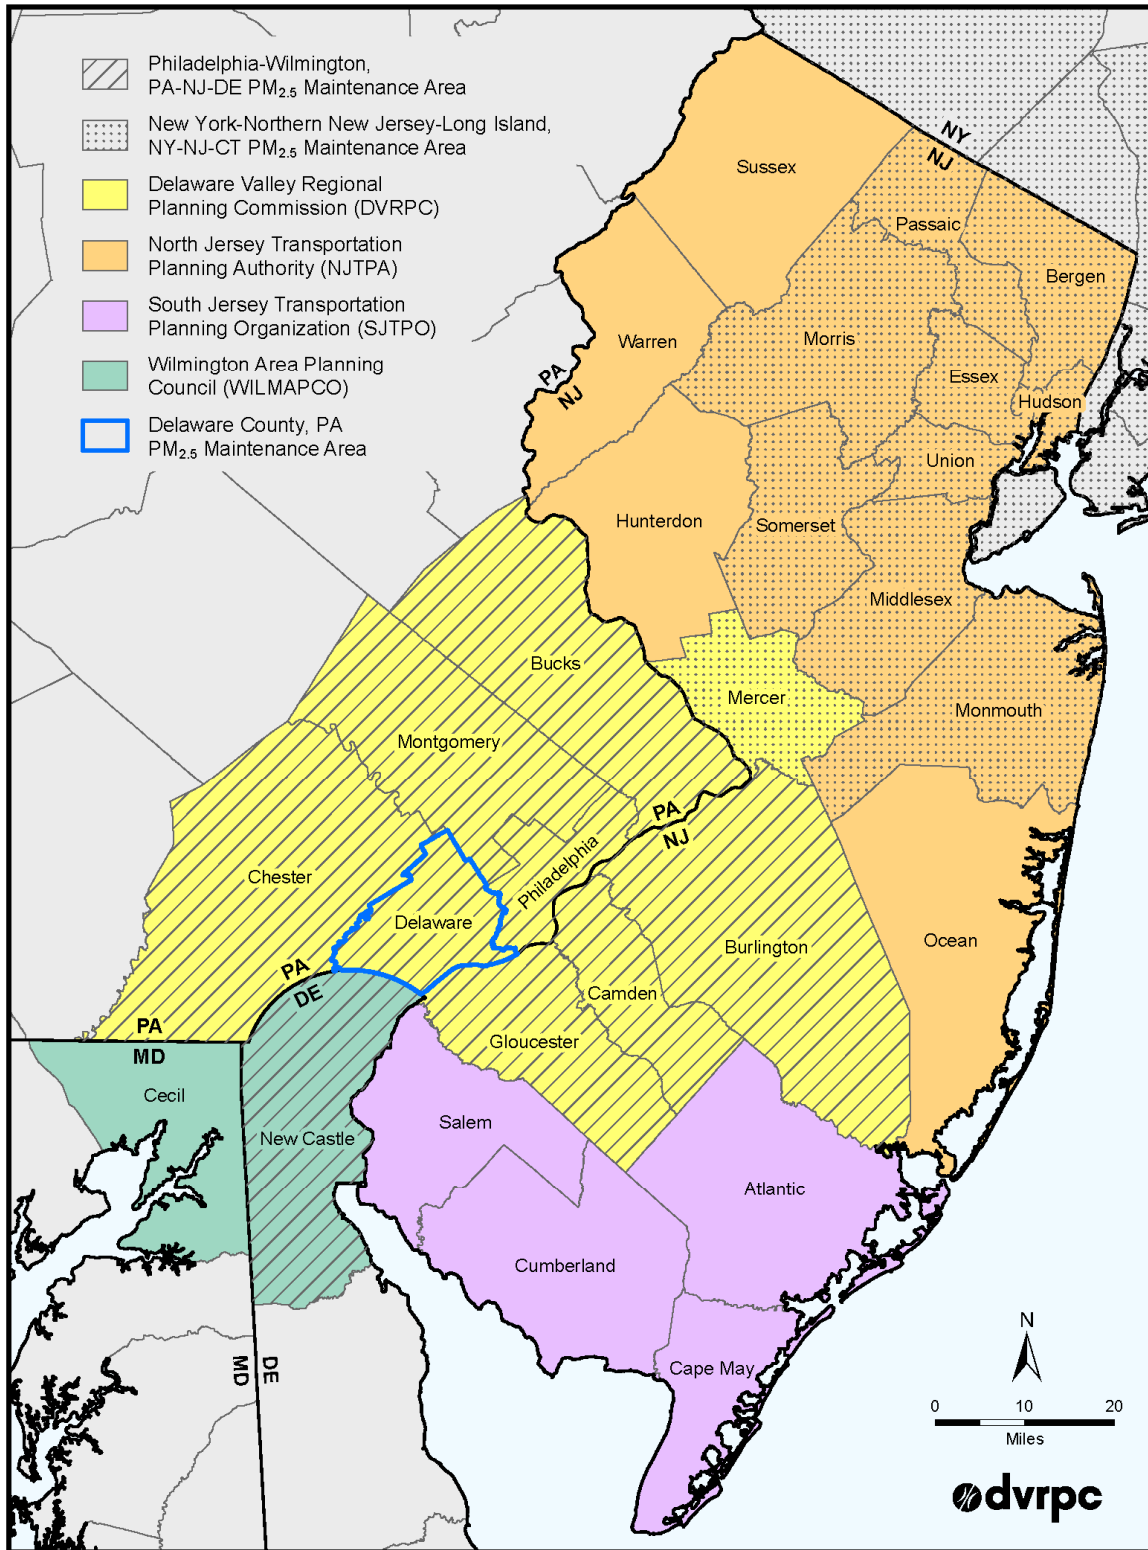 Philadelphia-Wilmington,
PA-NJ-DE PM2.5 Maintenance Area
New York-Northern New Jersey-Long Island,
NY-NJ-CT PM2.5 Maintenance Area
Delaware Valley Regional
Planning Commission (DVRPC)
North Jersey Transportation
Planning Authority (NJTPA)
South Jersey Transportation
Planning Organization (SJTPO)
Wilmington Area Planning
Council (WILMAPCO)
Delaware County, PA
PM2.5 Maintenance Area
NY
NJ
Sussex
Passaic
Bergen
Warren
Morris
Essex
Hudson
PA
NJ
Union
Hunterdon
Somerset
Middlesex
Bucks
Mercer
Monmouth
Montgomery
PA
NJ
Philadelphia
Chester
Delaware
Burlington
Ocean
PA
DE
Camden
Gloucester
PA
MD
Cecil
New Castle
Salem
Atlantic
Cumberland
Cape May
MD
DE
N
0 10 20
Miles
dvrpc